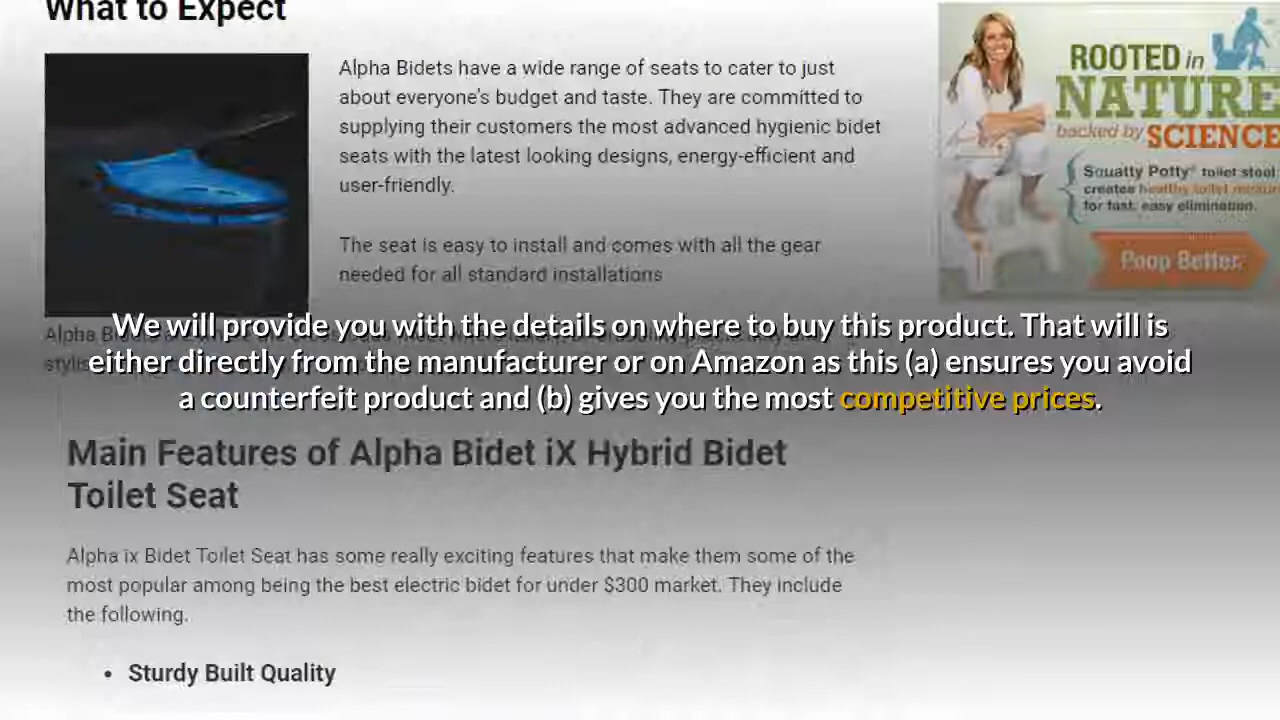 What to Expect
Alpha Bidets have a wide range of seats to cater to just
about everyone's budget and taste. They are committed to
supplying their customers the most advanced hygienic bidet
seats with the latest looking designs, energy-efficient and
user-friendly.
The seat is easy to install and comes with all the gear
needed for all standard installations
ROOTED in
NATURE
backed by SCIENCE
Squatty Potty® toilet stool
creates healthy toilet
for fast, easy elimination.
Poop Better.
Alpha
We will provide you with the details on where to buy this product. That will is
either directly from the manufacturer or on Amazon as this (a) ensures you avoid
a counterfeit product and (b) gives you the most competitive prices.
Main Features of Alpha Bidet iX Hybrid Bidet
Toilet Seat
Alpha ix Bidet Toilet Seat has some really exciting features that make them some of the
most popular among being the best electric bidet for under $300 market. They include
the following.
• Sturdy Built Quality